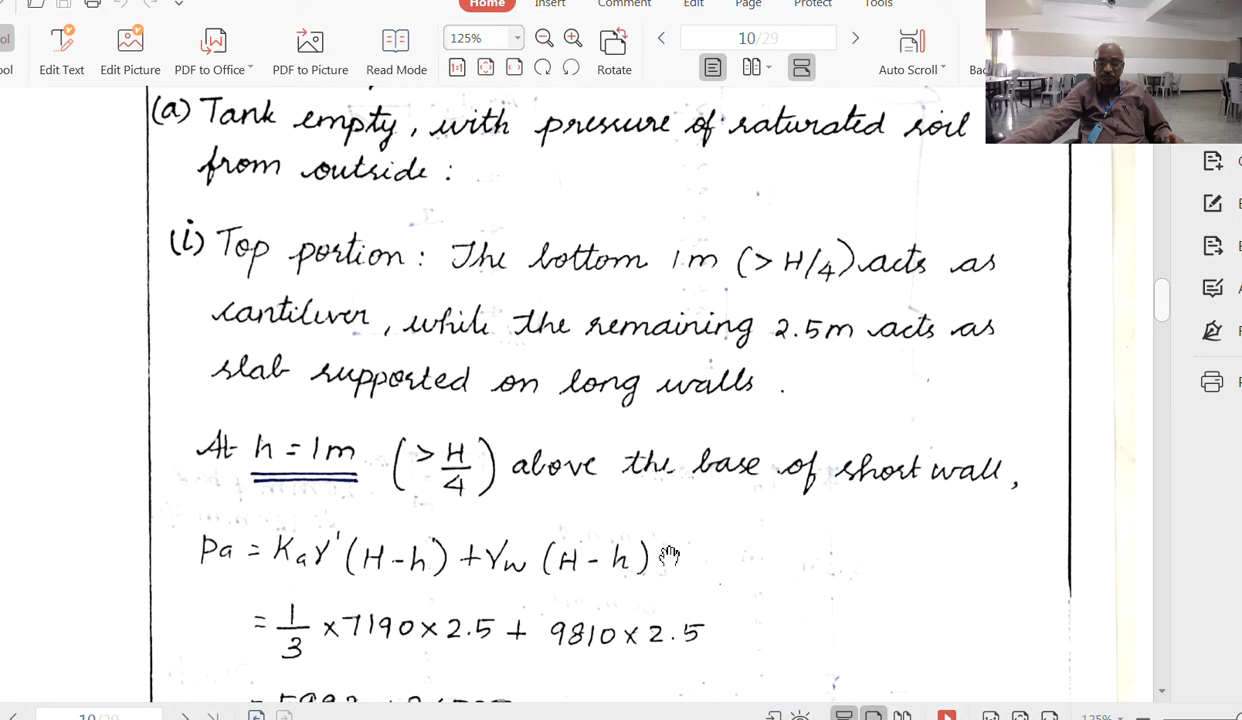 Home Insert Comment Edit Page Protect Tools
125% 10/29
Edit Text Edit Picture PDF to Office PDF to Picture Read Mode Rotate Auto Scroll
(a) Tank empty, with pressure of saturated soil
from outside :
(i) Top portion : The bottom 1m (> H/4) acts as
cantilever, while the remaining 2.5m acts as
slab supported on long walls .
At h = 1m (> H/4) above the base of short wall,
Pa = Kaγ'(H-h) + γw (H-h)
= 1/3 × 7190 × 2.5 + 9810 × 2.5
10/29 125%